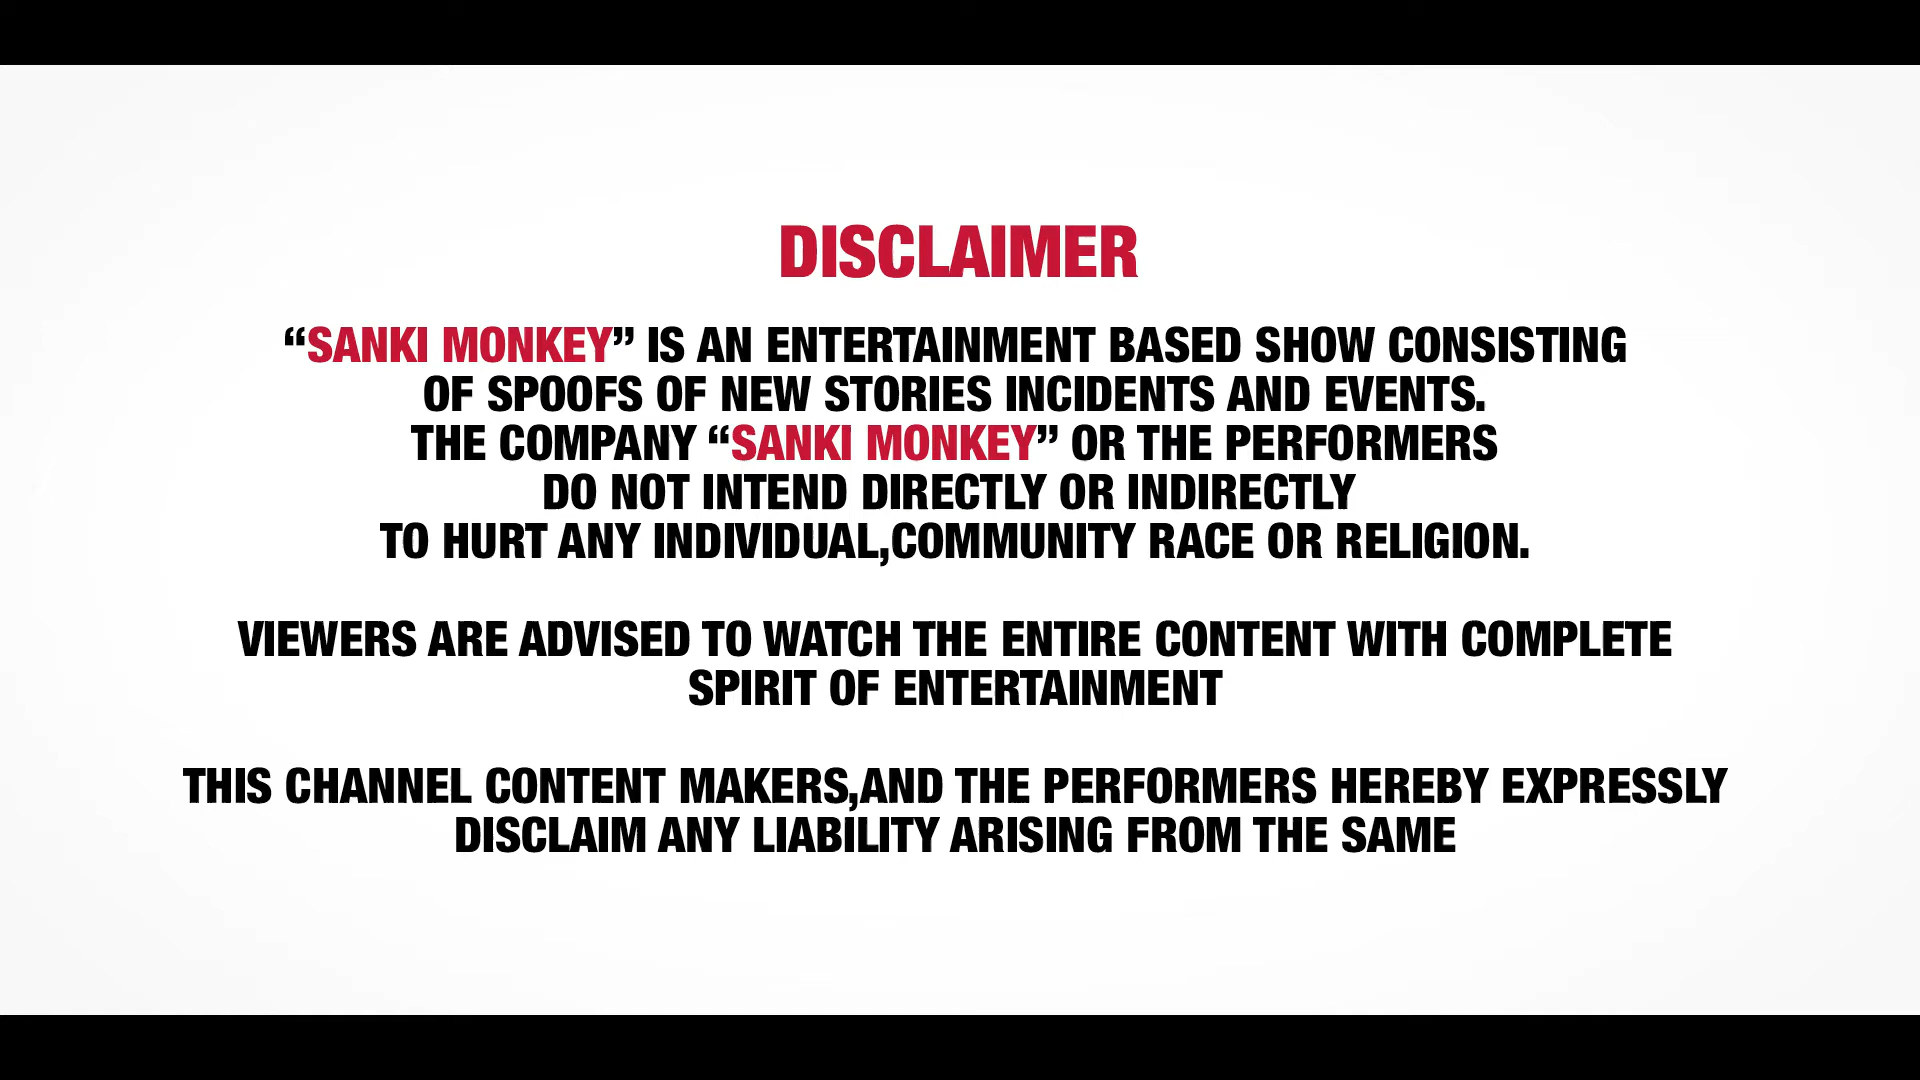 DISCLAIMER
“SANKI MONKEY” IS AN ENTERTAINMENT BASED SHOW CONSISTING
OF SPOOFS OF NEW STORIES INCIDENTS AND EVENTS.
THE COMPANY “SANKI MONKEY” OR THE PERFORMERS
DO NOT INTEND DIRECTLY OR INDIRECTLY
TO HURT ANY INDIVIDUAL,COMMUNITY RACE OR RELIGION.
VIEWERS ARE ADVISED TO WATCH THE ENTIRE CONTENT WITH COMPLETE
SPIRIT OF ENTERTAINMENT
THIS CHANNEL CONTENT MAKERS,AND THE PERFORMERS HEREBY EXPRESSLY
DISCLAIM ANY LIABILITY ARISING FROM THE SAME